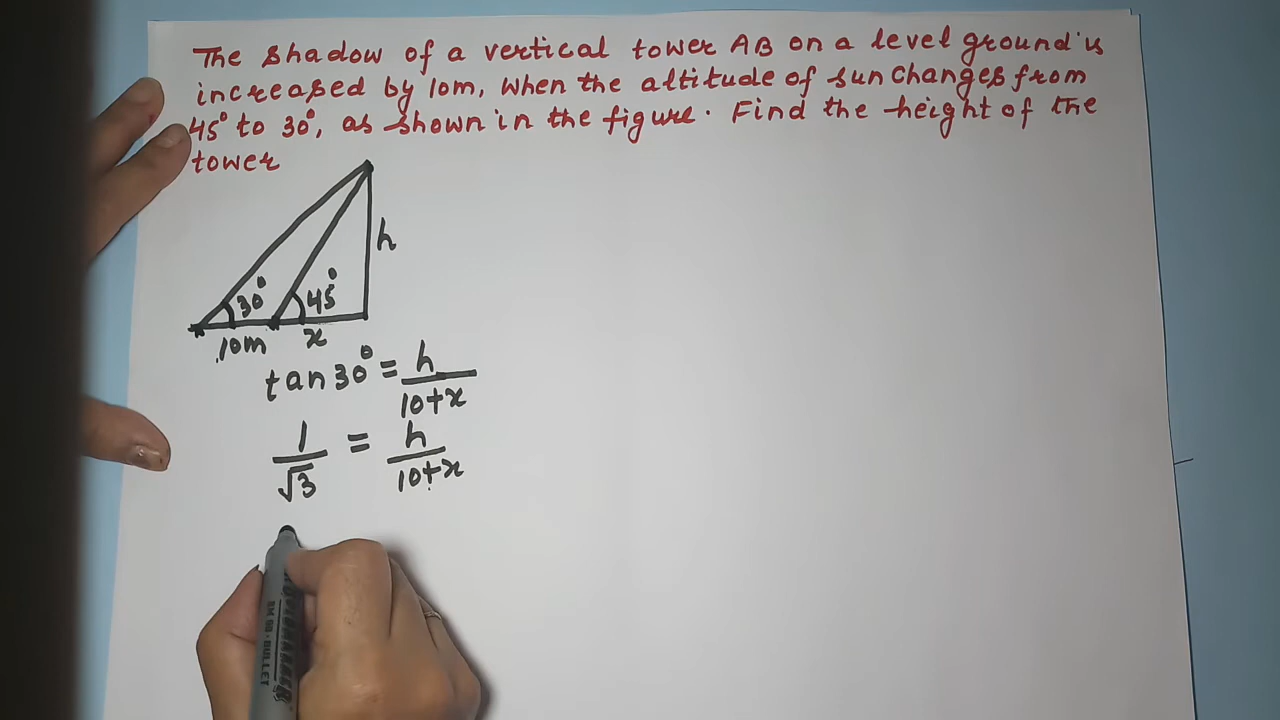 The shadow of a vertical tower AB on a level ground is
increased by 10m, when the altitude of sun changes from
45° to 30°, as shown in the figure. Find the height of the
tower
h
30° 45°
10m x
tan 30° = h/10+x
1/√3 = h/10+x